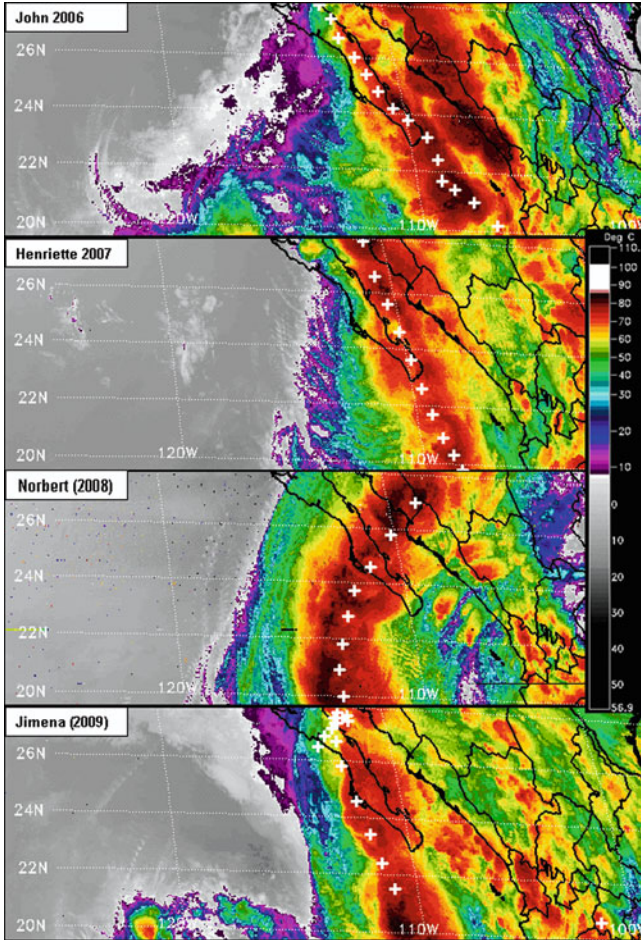 John 2006
26N
24N
22N
20N
120W
110W
Henriette 2007
26N
24N
22N
20N
120W
110W
Norbert (2008)
26N
24N
22N
20N
120W
110W
Jimena (2009)
26N
24N
22N
20N
110W
Deg C
-110.
-100
-90
-80
-70
-60
-50
-40
-30
-20
-10
0
10
20
30
40
50
56.9